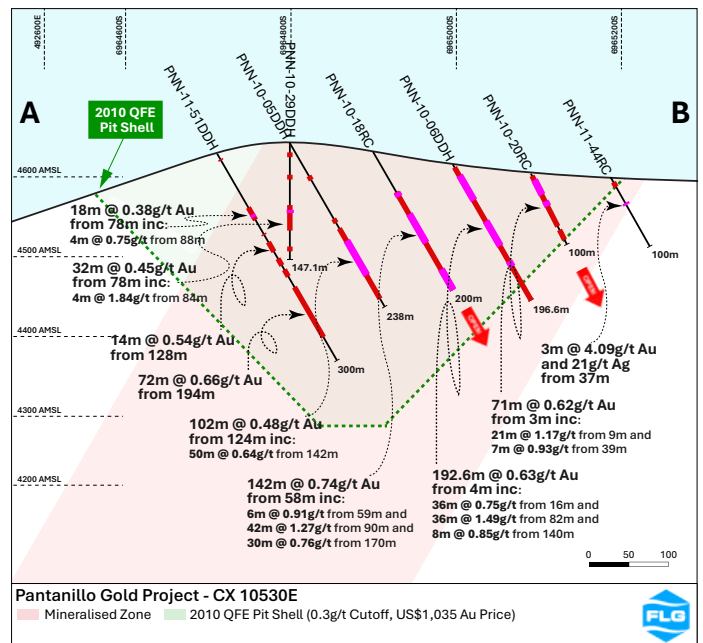 492600E
6964600S
6964800S
6965000S
6965200S
A
B
2010 QFE
Pit Shell
PNN-11-51DDH
PNN-10-05DDH
PNN-10-29DDH
PNN-10-18RC
PNN-10-06DDH
PNN-10-20RC
PNN-11-44RC
4600 AMSL
4500 AMSL
4400 AMSL
4300 AMSL
4200 AMSL
18m @ 0.38g/t Au
from 78m inc:
4m @ 0.75g/t from 88m
32m @ 0.45g/t Au
from 78m inc:
4m @ 1.84g/t from 84m
14m @ 0.54g/t Au
from 128m
72m @ 0.66g/t Au
from 194m
102m @ 0.48g/t Au
from 124m inc:
50m @ 0.64g/t from 142m
142m @ 0.74g/t Au
from 58m inc:
6m @ 0.91g/t from 59m and
42m @ 1.27g/t from 90m and
30m @ 0.76g/t from 170m
192.6m @ 0.63g/t Au
from 4m inc:
36m @ 0.75g/t from 16m and
36m @ 1.49g/t from 82m and
8m @ 0.85g/t from 140m
71m @ 0.62g/t Au
from 3m inc:
21m @ 1.17g/t from 9m and
7m @ 0.93g/t from 39m
3m @ 4.09g/t Au
and 21g/t Ag
from 37m
147.1m
300m
238m
200m
196.6m
100m
100m
OPEN
OPEN
0 50 100
Pantanillo Gold Project - CX 10530E
Mineralised Zone
2010 QFE Pit Shell (0.3g/t Cutoff, US$1,035 Au Price)
FLG